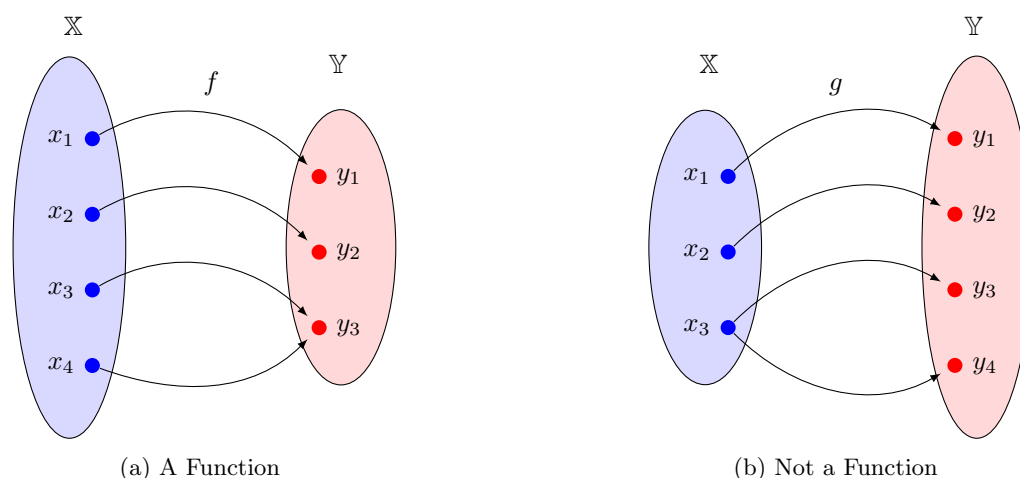 𝕏
f
𝕐
x₁
x₂
x₃
x₄
y₁
y₂
y₃
(a) A Function
𝕏
g
𝕐
x₁
x₂
x₃
y₁
y₂
y₃
y₄
(b) Not a Function